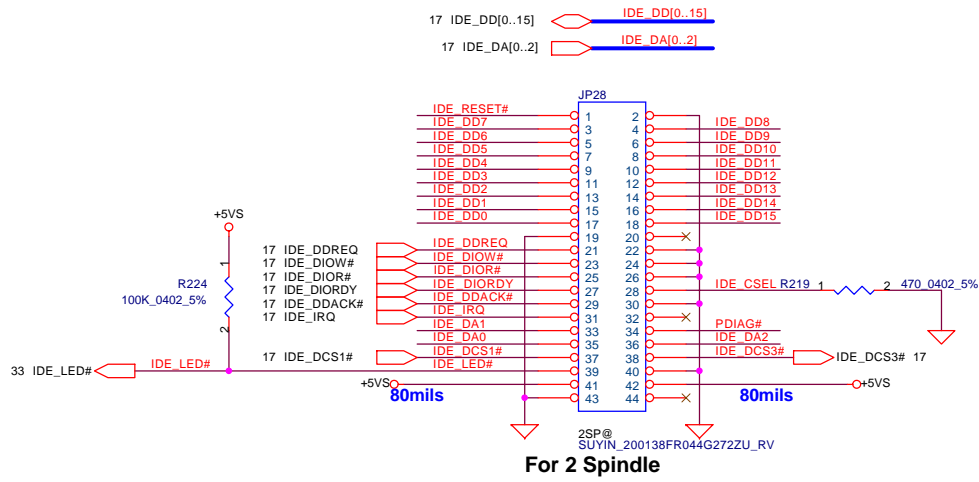 17 IDE_DD[0..15] IDE_DD[0..15]
17 IDE_DA[0..2] IDE_DA[0..2]
JP28
IDE_RESET# 1 2
IDE_DD7 3 4 IDE_DD8
IDE_DD6 5 6 IDE_DD9
IDE_DD5 7 8 IDE_DD10
IDE_DD4 9 10 IDE_DD11
IDE_DD3 11 12 IDE_DD12
IDE_DD2 13 14 IDE_DD13
IDE_DD1 15 16 IDE_DD14
IDE_DD0 17 18 IDE_DD15
+5VS
19 20
17 IDE_DDREQ IDE_DDREQ 21 22
17 IDE_DIOW# IDE_DIOW# 23 24
1
17 IDE_DIOR# IDE_DIOR# 25 26
R224
17 IDE_DIORDY IDE_DIORDY 27 28 IDE_CSEL R219 1 2 470_0402_5%
100K_0402_5%
17 IDE_DDACK# IDE_DDACK# 29 30
17 IDE_IRQ IDE_IRQ 31 32
2
IDE_DA1 33 34 PDIAG#
IDE_DA0 35 36 IDE_DA2
17 IDE_DCS1# IDE_DCS1# 37 38 IDE_DCS3# IDE_DCS3# 17
33 IDE_LED# IDE_LED# IDE_LED# 39 40
+5VS 41 42 +5VS
80mils 43 44 80mils
2SP@
SUYIN_200138FR044G272ZU_RV
For 2 Spindle